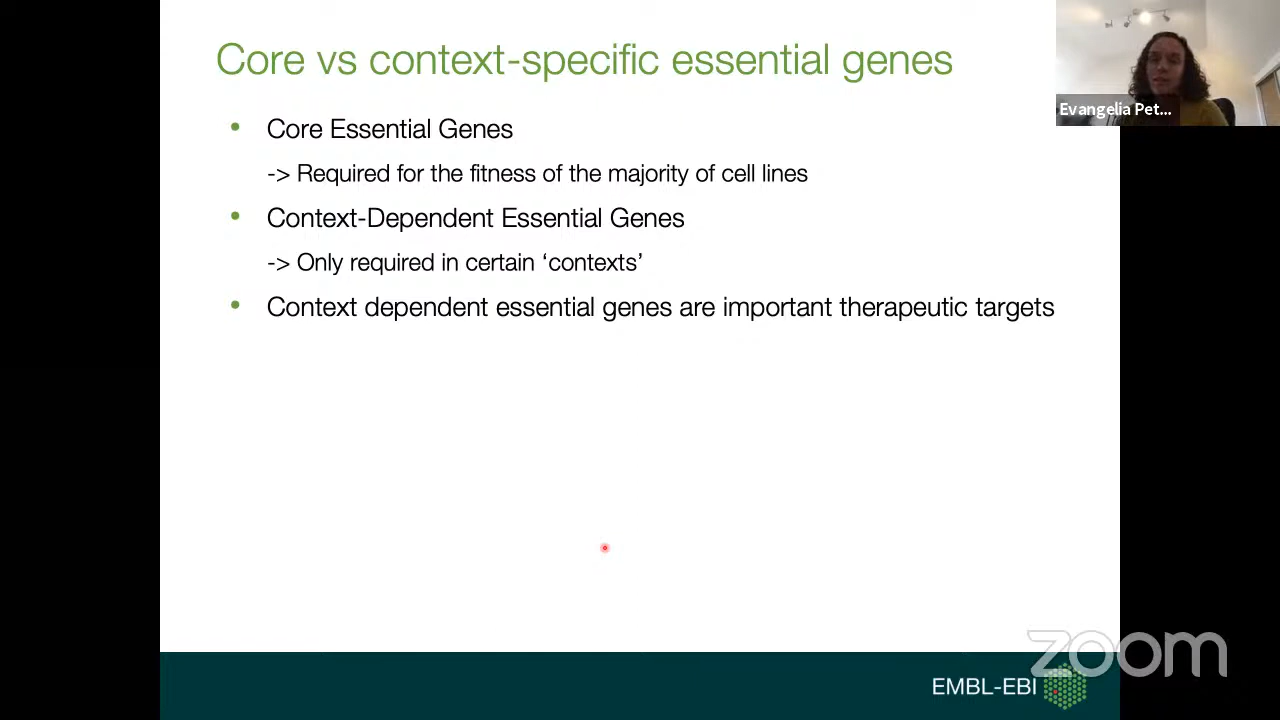 Core vs context-specific essential genes
Evangelia Pet...
• Core Essential Genes
-> Required for the fitness of the majority of cell lines
• Context-Dependent Essential Genes
-> Only required in certain ‘contexts’
• Context dependent essential genes are important therapeutic targets
zoom
EMBL-EBI